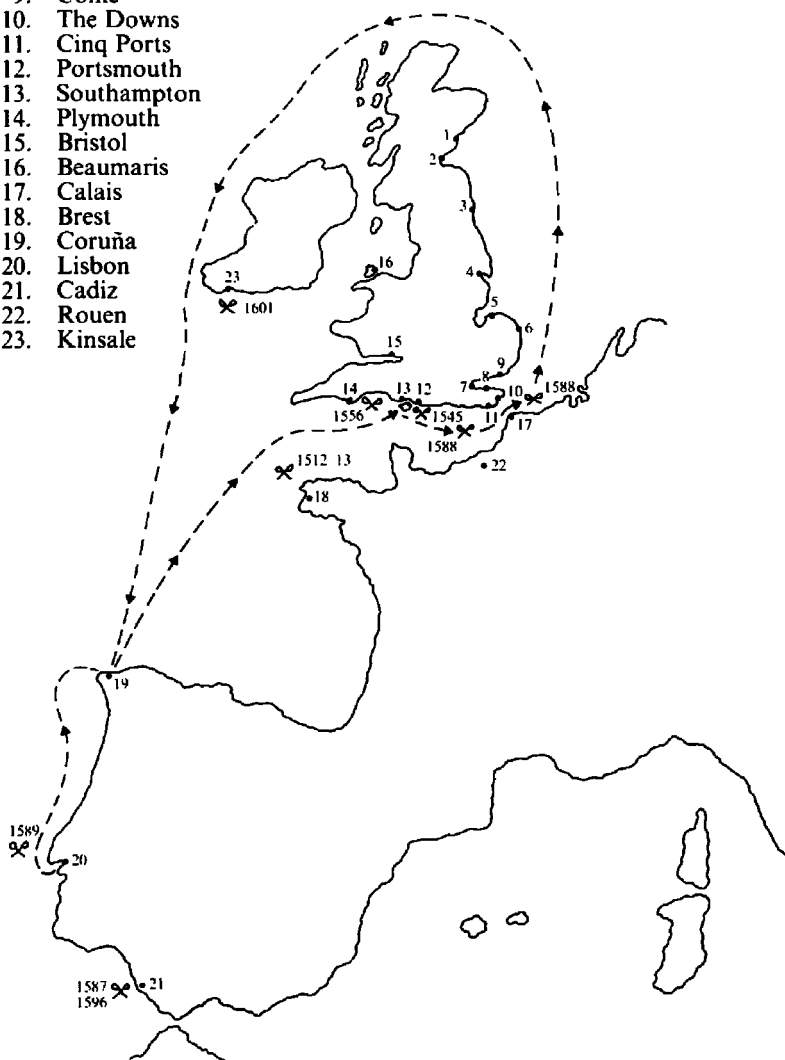 9.
10. The Downs
11. Cinq Ports
12. Portsmouth
13. Southampton
14. Plymouth
15. Bristol
16. Beaumaris
17. Calais
18. Brest
19. Coruña
20. Lisbon
21. Cadiz
22. Rouen
23. Kinsale
1
2
3
16
4
23
1601
5
6
15
9
8
7
14
13 12
10
1588
1556
1545
11
17
1588
1512 13
22
18
19
1589
20
1587
1596
21